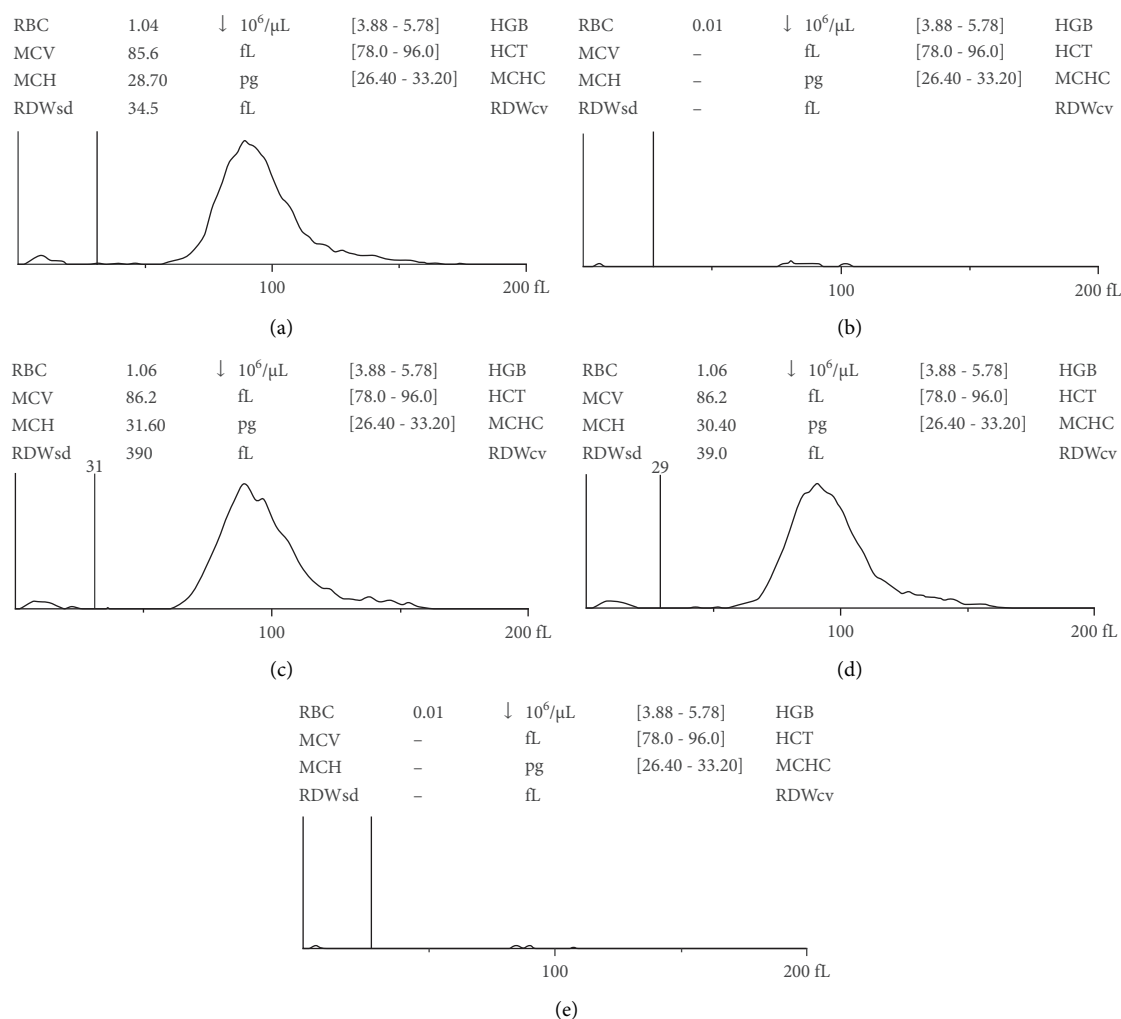 RBC 1.04 ↓ 10⁶/µL [3.88 - 5.78] HGB
MCV 85.6 fL [78.0 - 96.0] HCT
MCH 28.70 pg [26.40 - 33.20] MCHC
RDWsd 34.5 fL RDWcv
100 200 fL
(a)
RBC 0.01 ↓ 10⁶/µL [3.88 - 5.78] HGB
MCV – fL [78.0 - 96.0] HCT
MCH – pg [26.40 - 33.20] MCHC
RDWsd – fL RDWcv
100 200 fL
(b)
RBC 1.06 ↓ 10⁶/µL [3.88 - 5.78] HGB
MCV 86.2 fL [78.0 - 96.0] HCT
MCH 31.60 pg [26.40 - 33.20] MCHC
RDWsd 390 fL RDWcv
31
100 200 fL
(c)
RBC 1.06 ↓ 10⁶/µL [3.88 - 5.78] HGB
MCV 86.2 fL [78.0 - 96.0] HCT
MCH 30.40 pg [26.40 - 33.20] MCHC
RDWsd 39.0 fL RDWcv
29
100 200 fL
(d)
RBC 0.01 ↓ 10⁶/µL [3.88 - 5.78] HGB
MCV – fL [78.0 - 96.0] HCT
MCH – pg [26.40 - 33.20] MCHC
RDWsd – fL RDWcv
100 200 fL
(e)